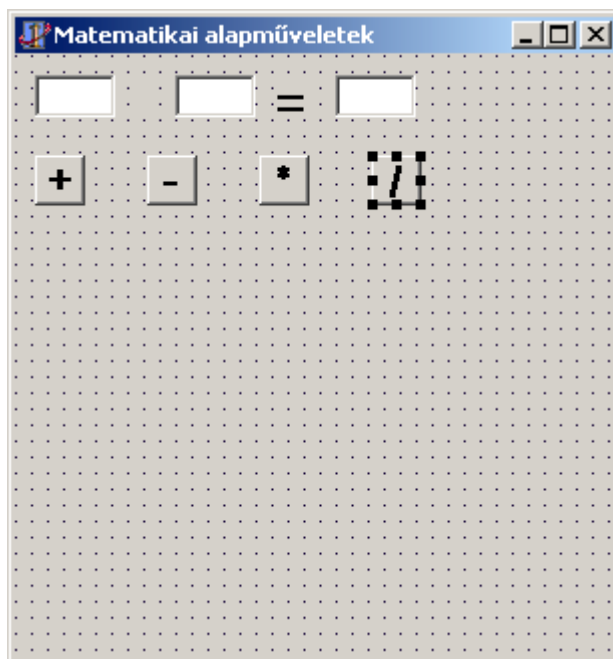 Matematikai alapműveletek
=
+ - * /